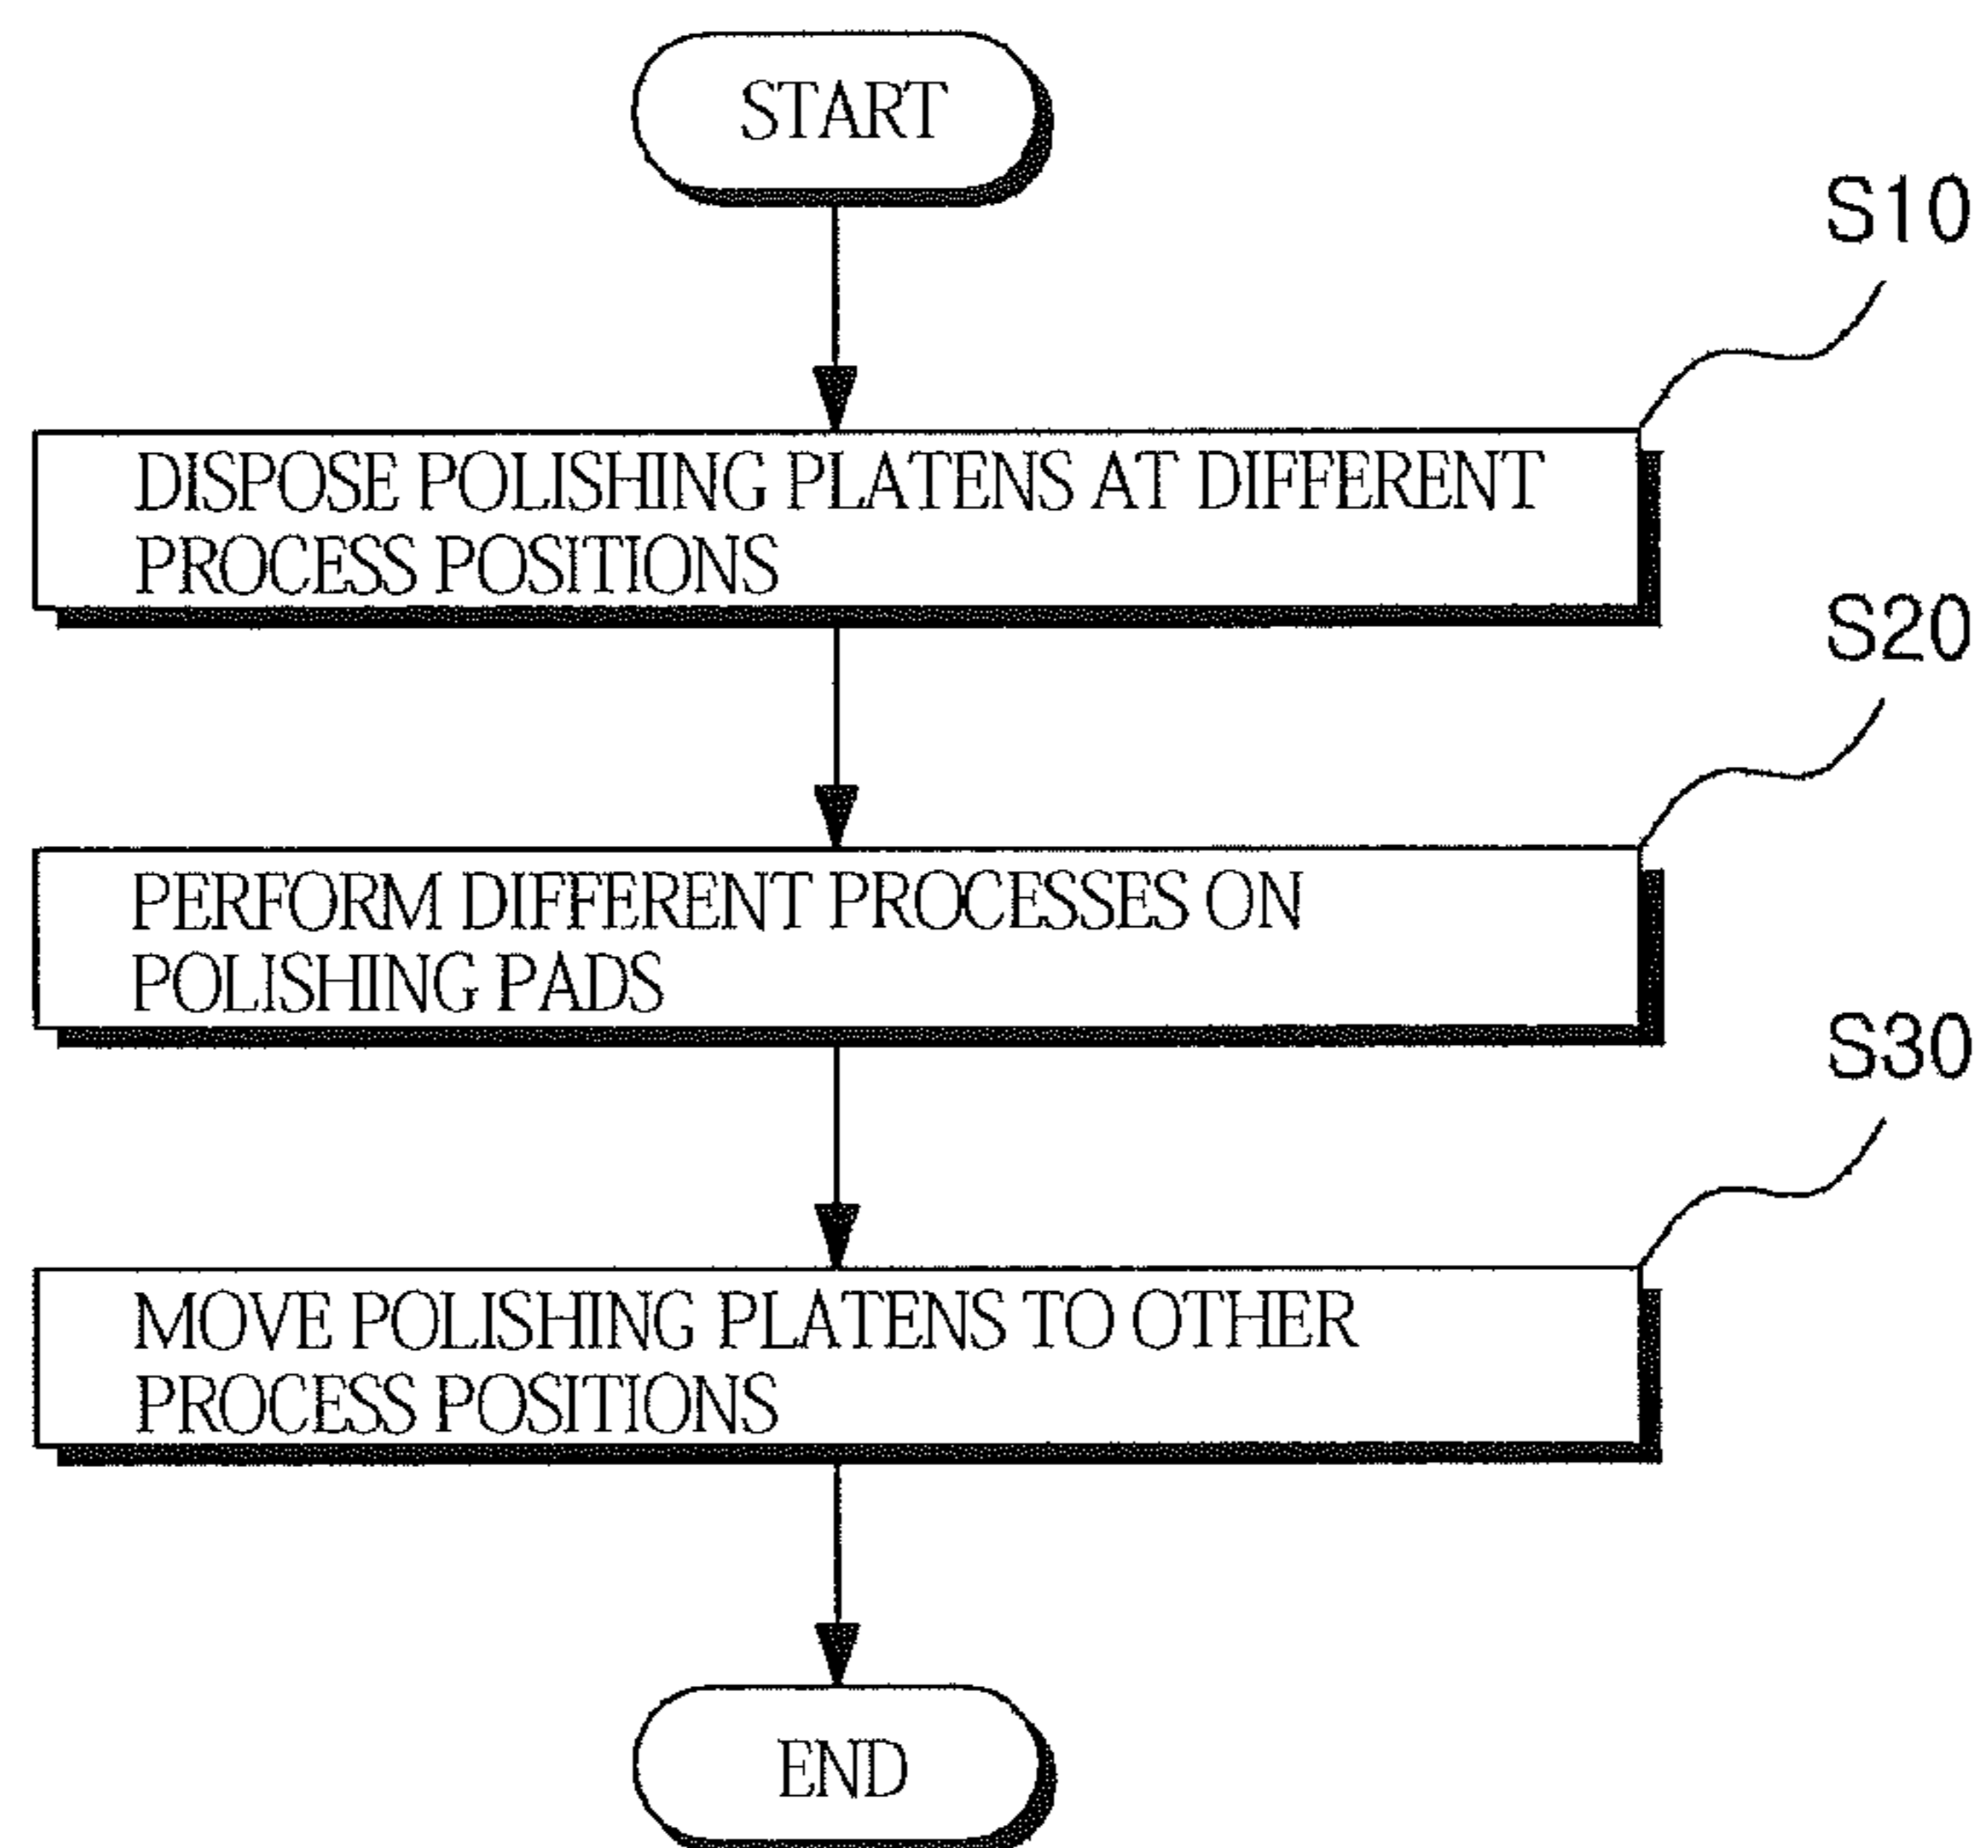 START
S10
DISPOSE POLISHING PLATENS AT DIFFERENT
PROCESS POSITIONS
S20
PERFORM DIFFERENT PROCESSES ON
POLISHING PADS
S30
MOVE POLISHING PLATENS TO OTHER
PROCESS POSITIONS
END